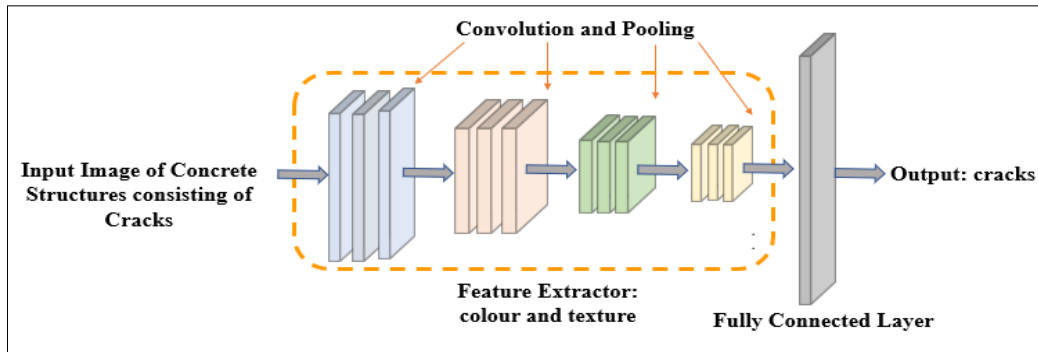 Convolution and Pooling
Input Image of Concrete
Structures consisting of
Cracks
Output: cracks
Feature Extractor:
colour and texture
Fully Connected Layer